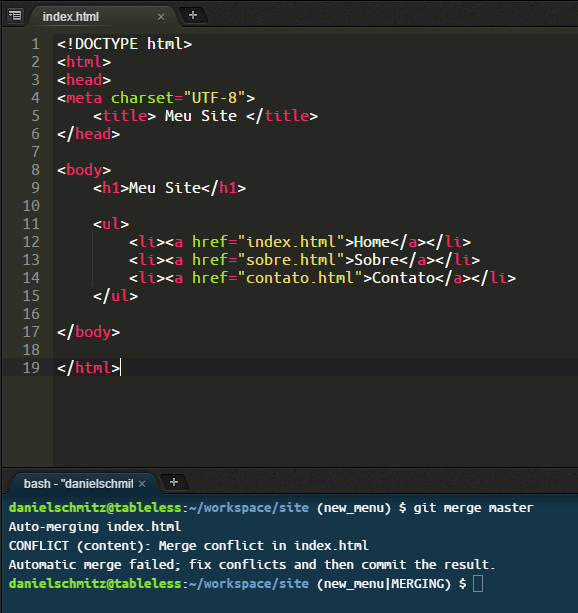 index.html
1 <!DOCTYPE html>
2 <html>
3 <head>
4 <meta charset="UTF-8">
5     <title> Meu Site </title>
6 </head>
7
8 <body>
9     <h1>Meu Site</h1>
10
11     <ul>
12         <li><a href="index.html">Home</a></li>
13         <li><a href="sobre.html">Sobre</a></li>
14         <li><a href="contato.html">Contato</a></li>
15     </ul>
16
17 </body>
18
19 </html>
bash - "danielschmil
danielschmitz@tableless:~/workspace/site (new_menu) $ git merge master
Auto-merging index.html
CONFLICT (content): Merge conflict in index.html
Automatic merge failed; fix conflicts and then commit the result.
danielschmitz@tableless:~/workspace/site (new_menu|MERGING) $